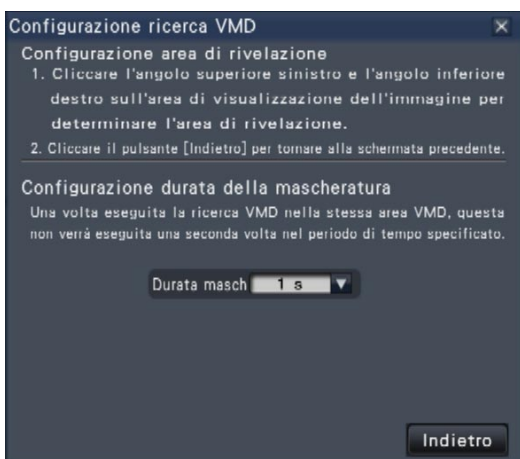 Configurazione ricerca VMD
Configurazione area di rivelazione
1. Cliccare l'angolo superiore sinistro e l'angolo inferiore
destro sull'area di visualizzazione dell'immagine per
determinare l'area di rivelazione.
2. Cliccare il pulsante [Indietro] per tornare alla schermata precedente.
Configurazione durata della mascheratura
Una volta eseguita la ricerca VMD nella stessa area VMD, questa
non verrà eseguita una seconda volta nel periodo di tempo specificato.
Durata masch 1 s
Indietro